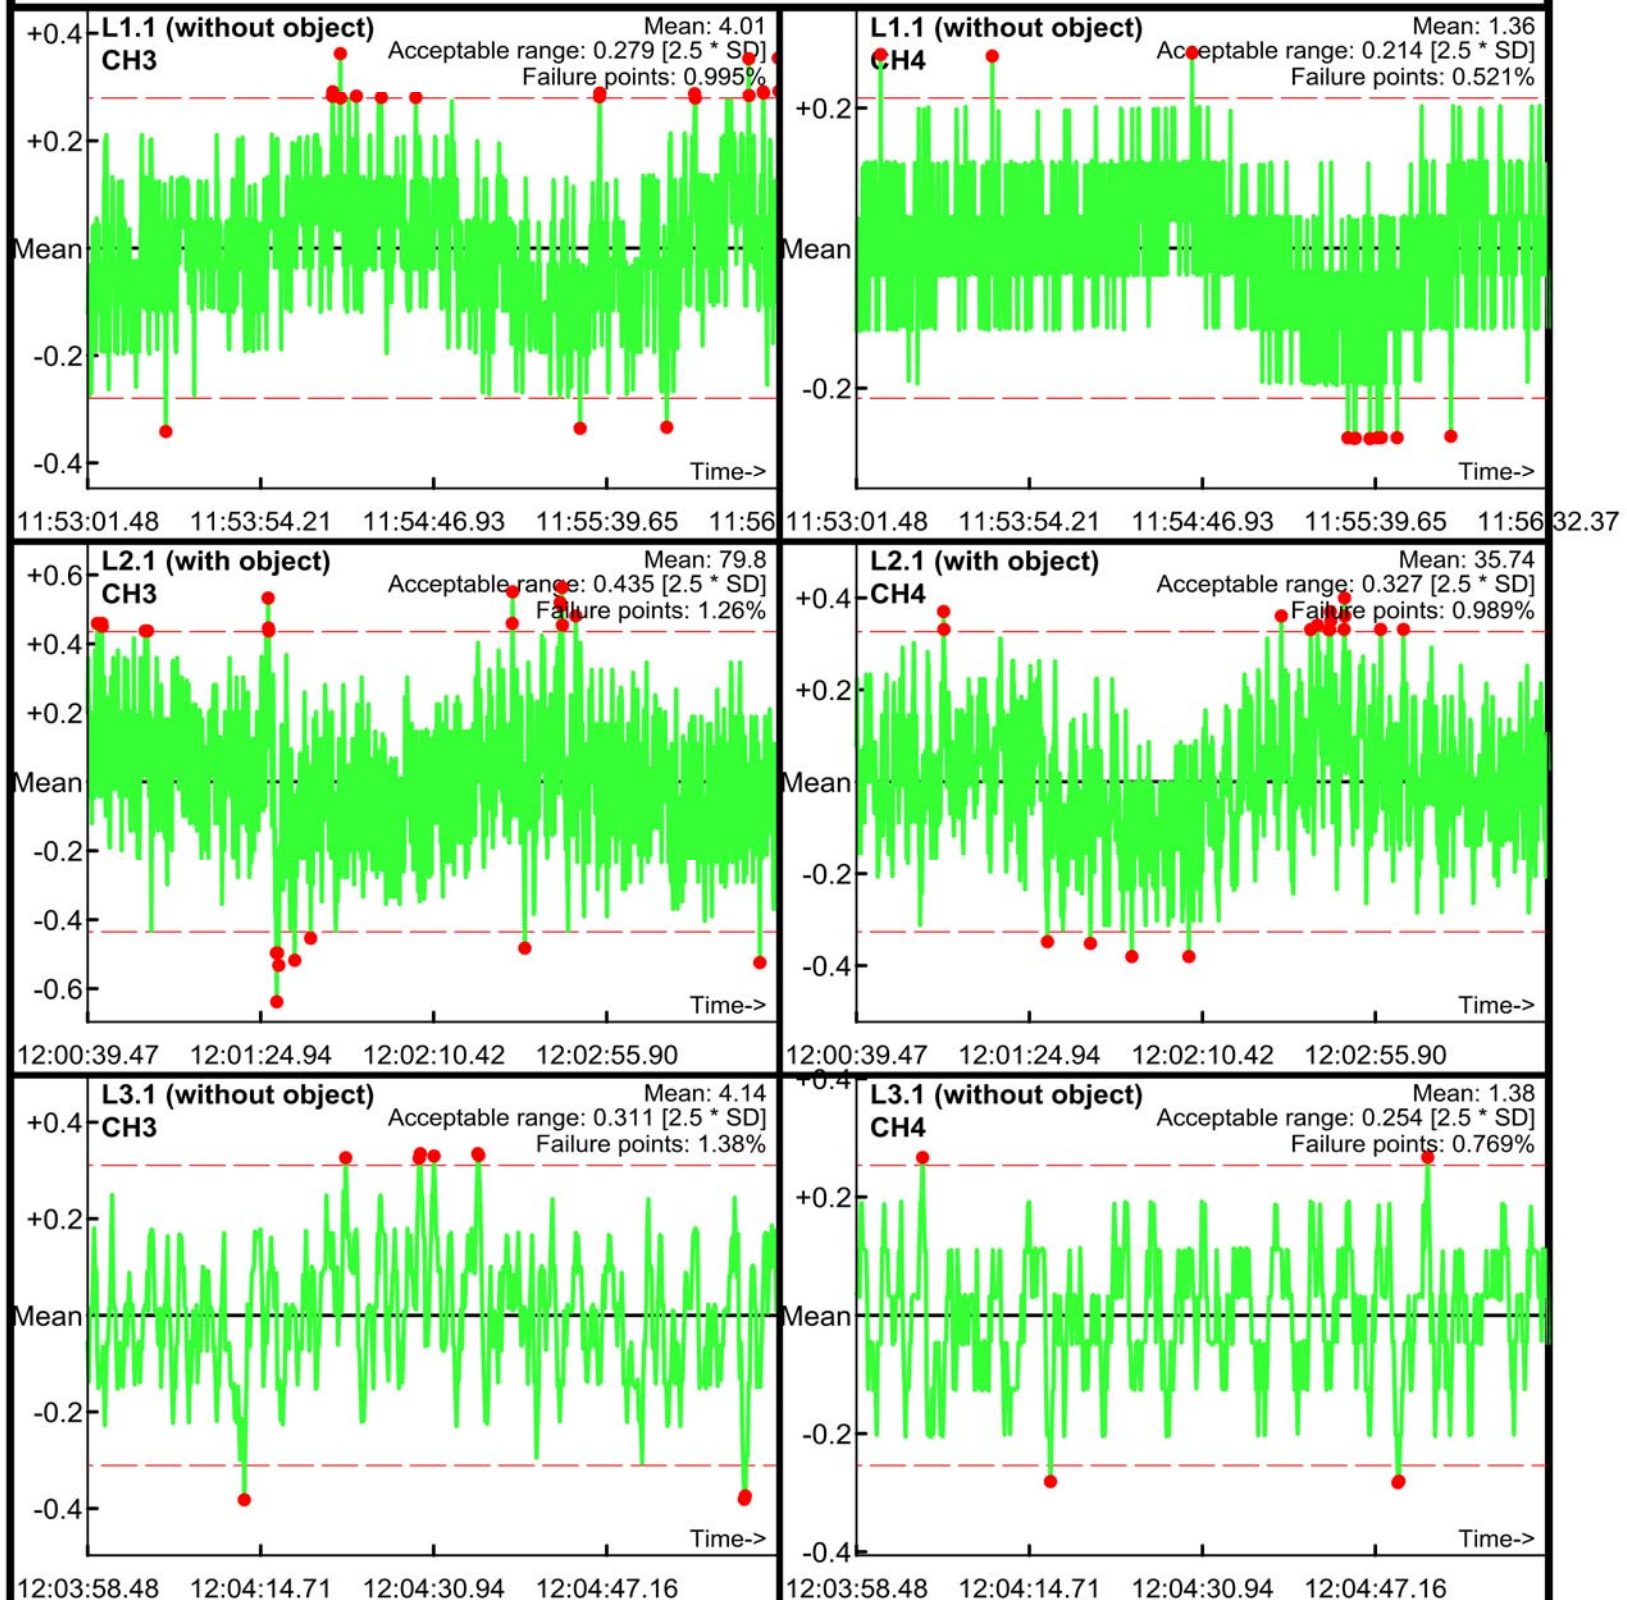 L1.1 (without object)
CH3
Mean: 4.01
Acceptable range: 0.279 [2.5 * SD]
Failure points: 0.995%
+0.4
+0.2
Mean
-0.2
-0.4
Time->
11:53:01.48 11:53:54.21 11:54:46.93 11:55:39.65 11:56
L1.1 (without object)
CH4
Mean: 1.36
Acceptable range: 0.214 [2.5 * SD]
Failure points: 0.521%
+0.2
Mean
-0.2
Time->
11:53:01.48 11:53:54.21 11:54:46.93 11:55:39.65 11:56:32.37
L2.1 (with object)
CH3
Mean: 79.8
Acceptable range: 0.435 [2.5 * SD]
Failure points: 1.26%
+0.6
+0.4
+0.2
Mean
-0.2
-0.4
-0.6
Time->
12:00:39.47 12:01:24.94 12:02:10.42 12:02:55.90
L2.1 (with object)
CH4
Mean: 35.74
Acceptable range: 0.327 [2.5 * SD]
Failure points: 0.989%
+0.4
+0.2
Mean
-0.2
-0.4
Time->
12:00:39.47 12:01:24.94 12:02:10.42 12:02:55.90
L3.1 (without object)
CH3
Mean: 4.14
Acceptable range: 0.311 [2.5 * SD]
Failure points: 1.38%
+0.4
+0.2
Mean
-0.2
-0.4
Time->
12:03:58.48 12:04:14.71 12:04:30.94 12:04:47.16
L3.1 (without object)
CH4
Mean: 1.38
Acceptable range: 0.254 [2.5 * SD]
Failure points: 0.769%
+0.4
+0.2
Mean
-0.2
-0.4
Time->
12:03:58.48 12:04:14.71 12:04:30.94 12:04:47.16